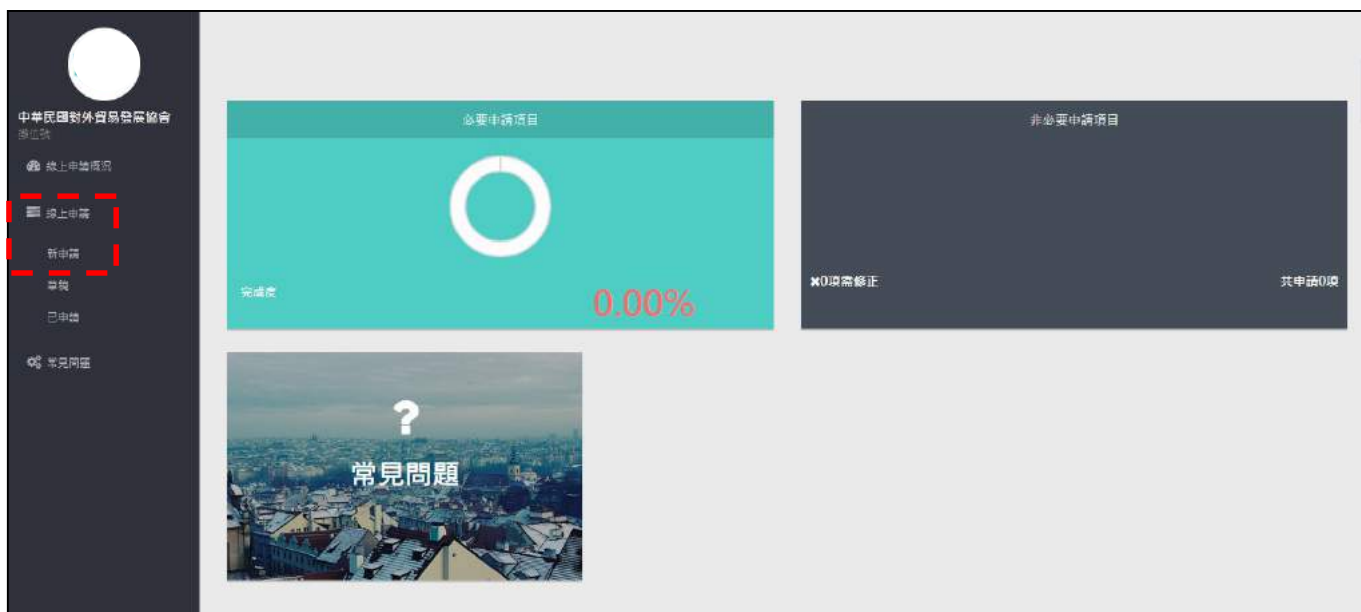 中華民國對外貿易發展協會
攤位號
線上申請概況
線上申請
新申請
草稿
已申請
常見問題
必要申請項目
完成度
0.00%
非必要申請項目
✖0項需修正
共申請0項
?
常見問題